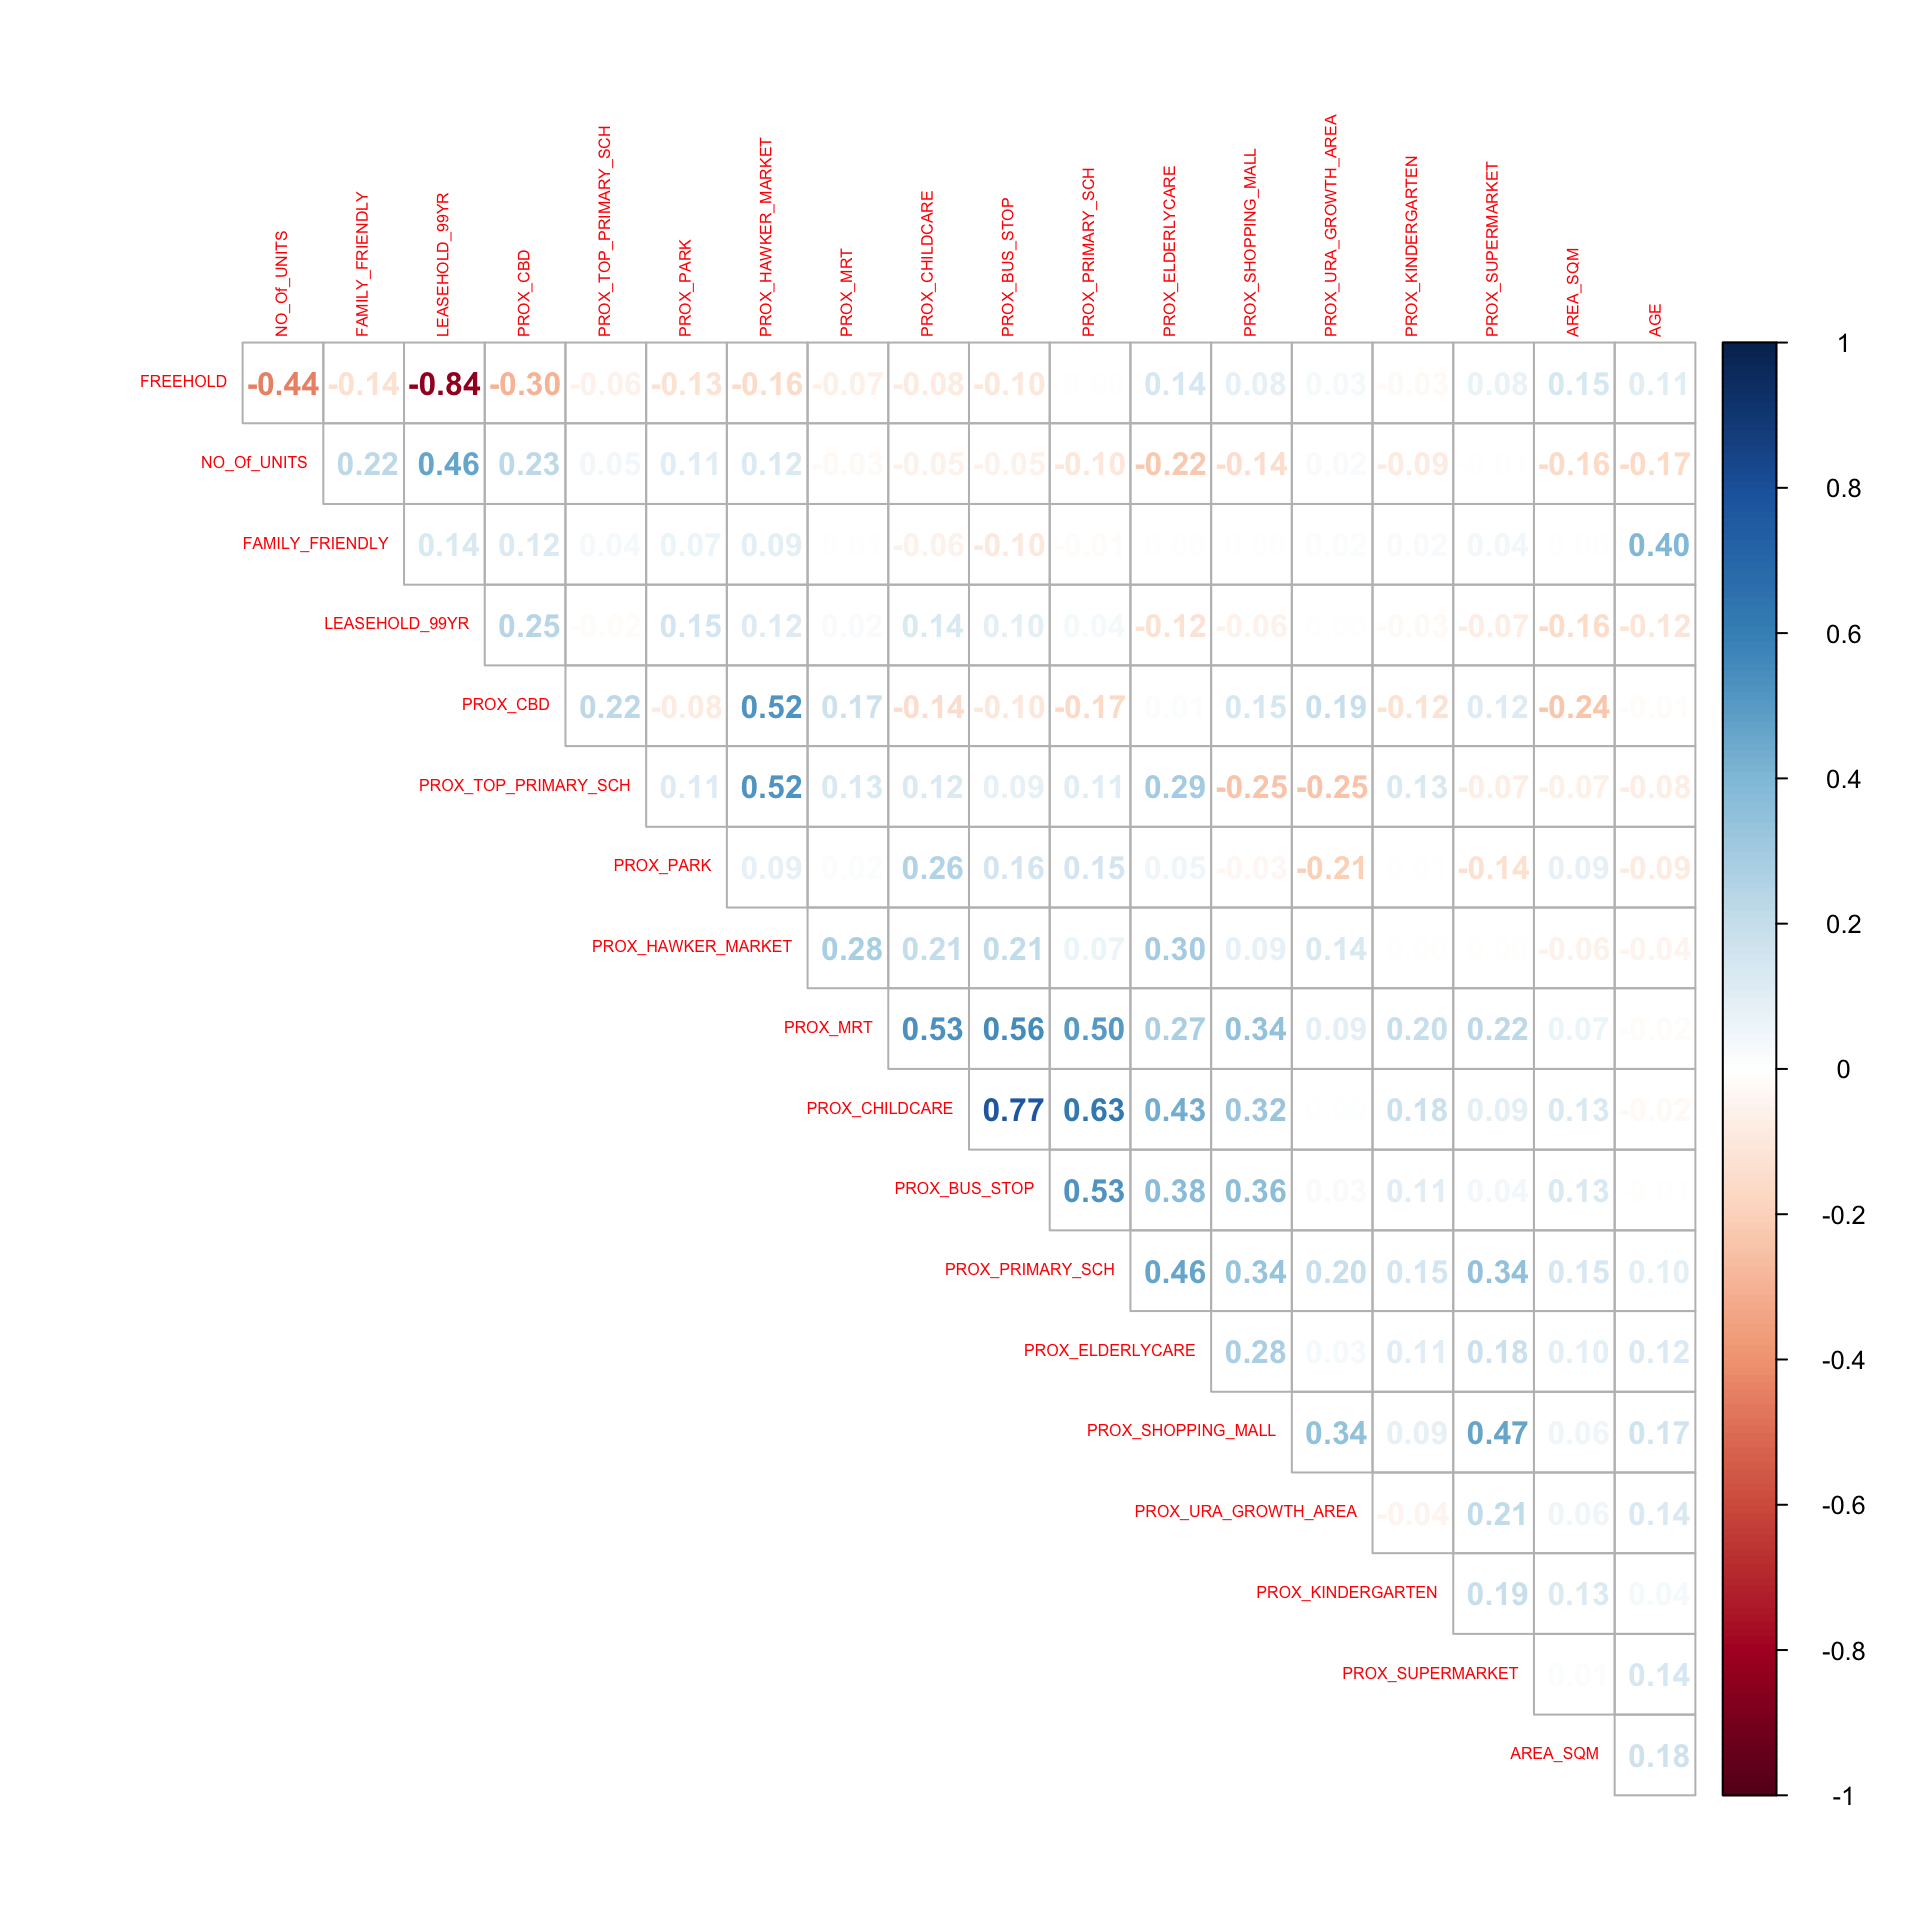 NO_Of_UNITS
FAMILY_FRIENDLY
LEASEHOLD_99YR
PROX_CBD
PROX_TOP_PRIMARY_SCH
PROX_PARK
PROX_HAWKER_MARKET
PROX_MRT
PROX_CHILDCARE
PROX_BUS_STOP
PROX_PRIMARY_SCH
PROX_ELDERLYCARE
PROX_SHOPPING_MALL
PROX_URA_GROWTH_AREA
PROX_KINDERGARTEN
PROX_SUPERMARKET
AREA_SQM
AGE
FREEHOLD -0.44 -0.14 -0.84 -0.30 -0.06 -0.13 -0.16 -0.07 -0.08 -0.10 0.14 0.08 0.03 -0.03 0.08 0.15 0.11
NO_Of_UNITS 0.22 0.46 0.23 0.05 0.11 0.12 -0.03 -0.05 -0.05 -0.10 -0.22 -0.14 0.02 -0.09 -0.16 -0.17
FAMILY_FRIENDLY 0.14 0.12 0.04 0.07 0.09 -0.06 -0.10 -0.01 0.02 0.02 0.04 0.40
LEASEHOLD_99YR 0.25 -0.02 0.15 0.12 0.02 0.14 0.10 0.04 -0.12 -0.06 -0.03 -0.07 -0.16 -0.12
PROX_CBD 0.22 -0.08 0.52 0.17 -0.14 -0.10 -0.17 0.01 0.15 0.19 -0.12 0.12 -0.24 -0.01
PROX_TOP_PRIMARY_SCH 0.11 0.52 0.13 0.12 0.09 0.11 0.29 -0.25 -0.25 0.13 -0.07 -0.07 -0.08
PROX_PARK 0.09 0.02 0.26 0.16 0.15 0.05 -0.03 -0.21 -0.14 0.09 -0.09
PROX_HAWKER_MARKET 0.28 0.21 0.21 0.07 0.30 0.09 0.14 -0.06 -0.04
PROX_MRT 0.53 0.56 0.50 0.27 0.34 0.09 0.20 0.22 0.07 -0.02
PROX_CHILDCARE 0.77 0.63 0.43 0.32 0.18 0.09 0.13 -0.02
PROX_BUS_STOP 0.53 0.38 0.36 0.03 0.11 0.04 0.13
PROX_PRIMARY_SCH 0.46 0.34 0.20 0.15 0.34 0.15 0.10
PROX_ELDERLYCARE 0.28 0.03 0.11 0.18 0.10 0.12
PROX_SHOPPING_MALL 0.34 0.09 0.47 0.06 0.17
PROX_URA_GROWTH_AREA -0.04 0.21 0.06 0.14
PROX_KINDERGARTEN 0.19 0.13 0.04
PROX_SUPERMARKET 0.01 0.14
AREA_SQM 0.18
1
0.8
0.6
0.4
0.2
0
-0.2
-0.4
-0.6
-0.8
-1